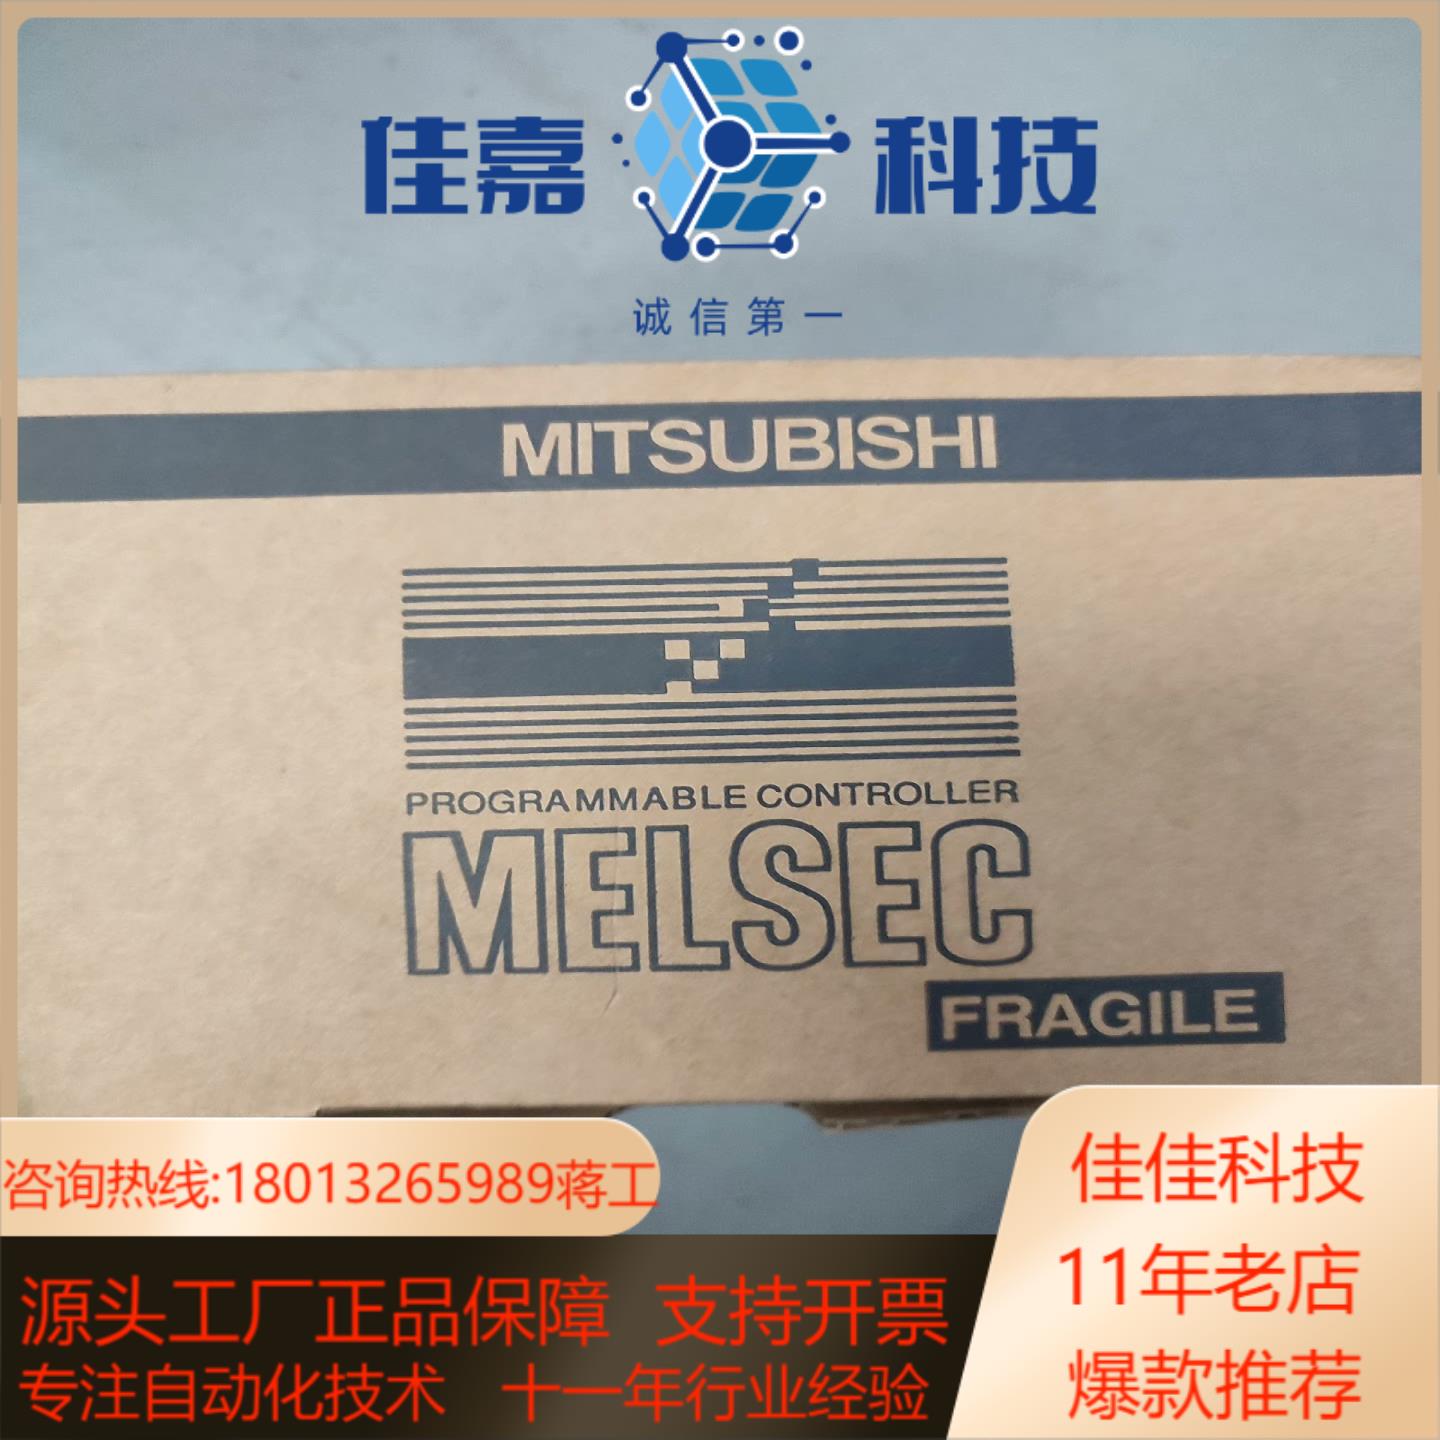 佳嘉 科技
诚信第一
MITSUBISHI
PROGRAMMABLE CONTROLLER
MELSEC
FRAGILE
咨询热线:18013265989蒋工
源头工厂正品保障 支持开票
专注自动化技术 十一年行业经验
佳佳科技
11年老店
爆款推荐